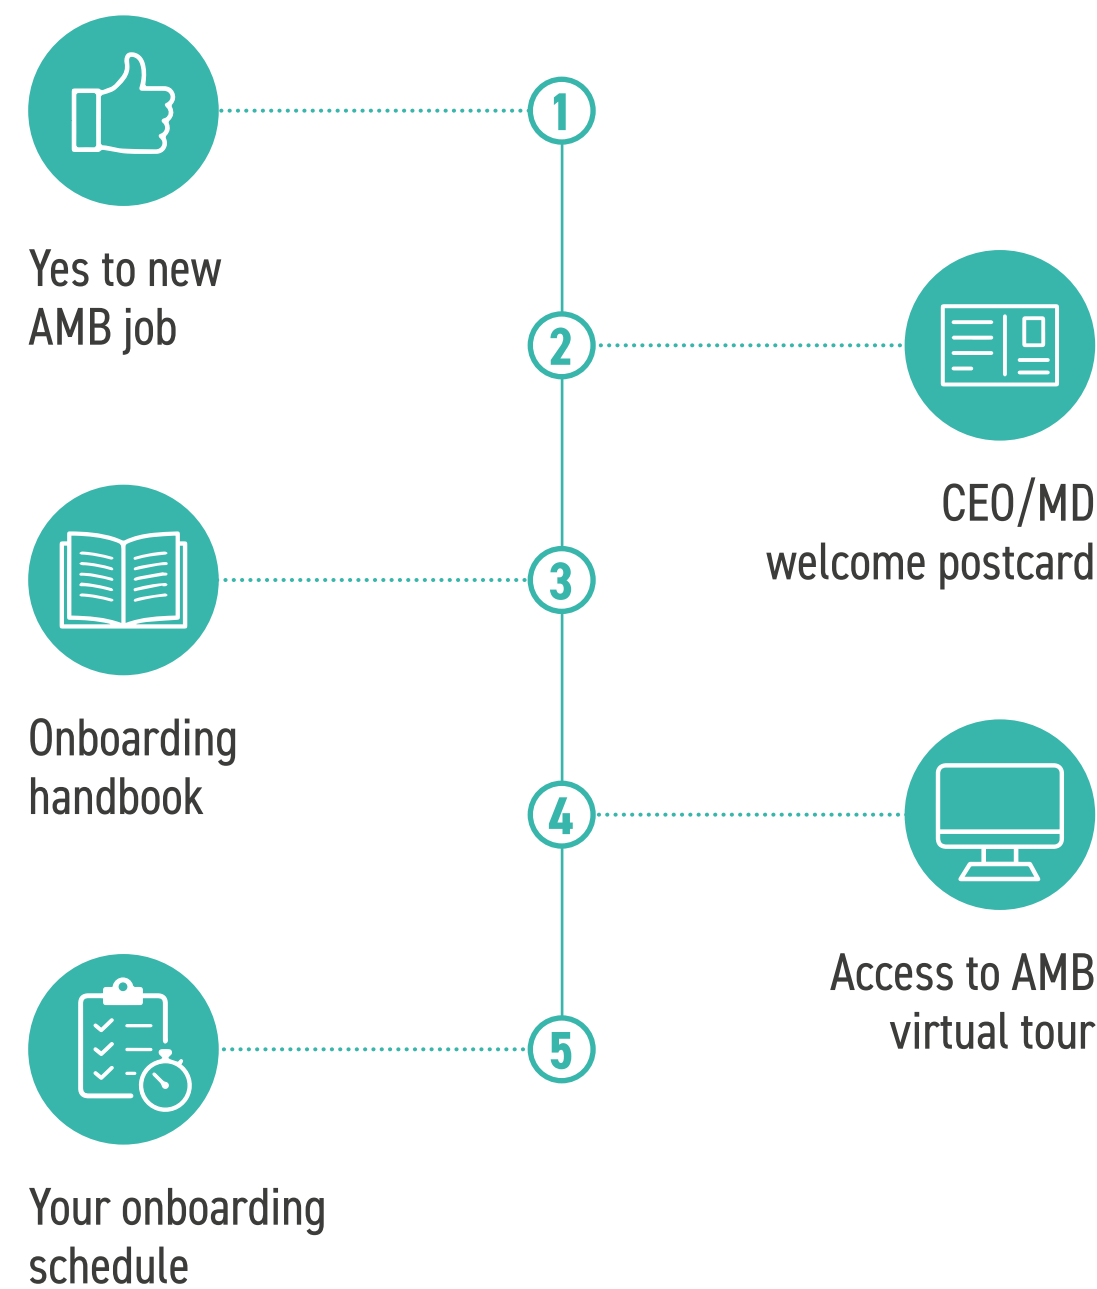 1
Yes to new
AMB job
2
CEO/MD
welcome postcard
3
Onboarding
handbook
4
Access to AMB
virtual tour
5
Your onboarding
schedule